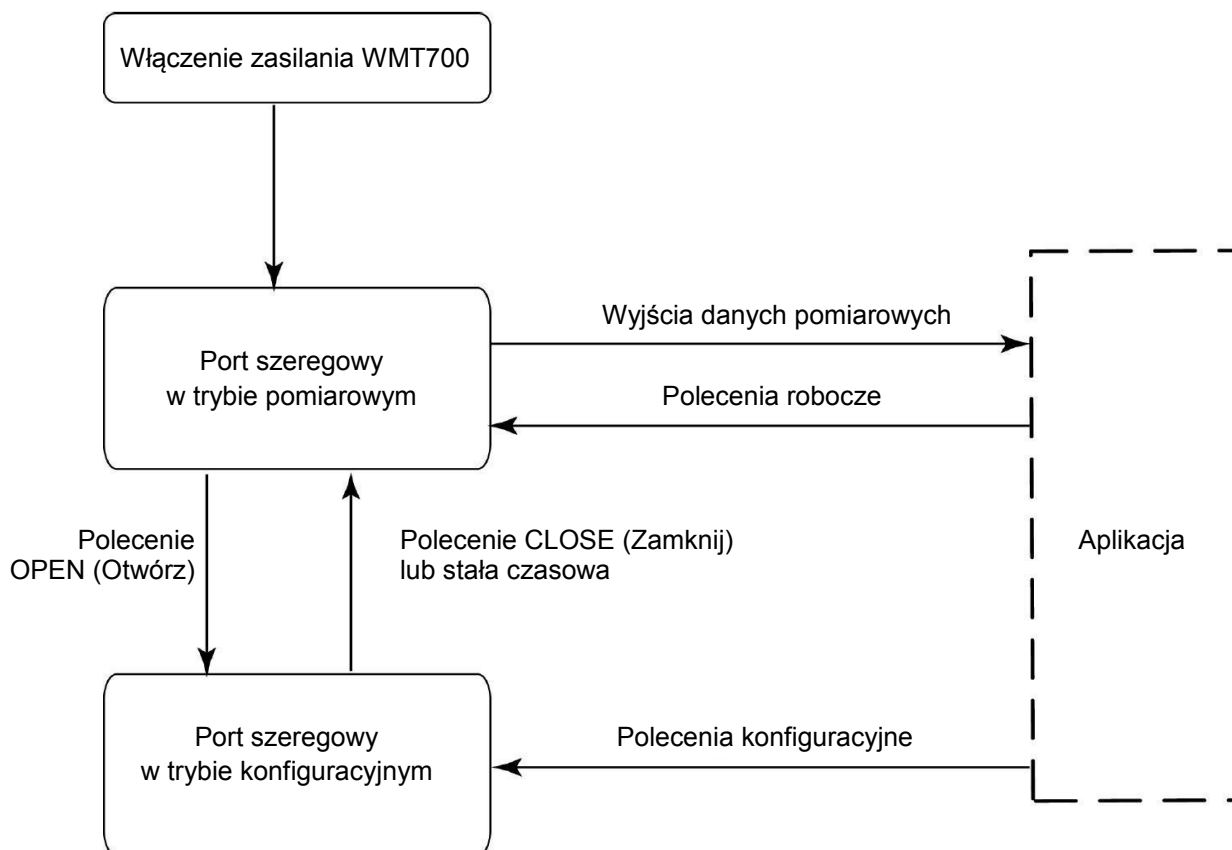 Włączenie zasilania WMT700
Wyjścia danych pomiarowych
Port szeregowy
w trybie pomiarowym
Polecenia robocze
Polecenie
OPEN (Otwórz)
Polecenie CLOSE (Zamknij)
lub stała czasowa
Aplikacja
Port szeregowy
w trybie konfiguracyjnym
Polecenia konfiguracyjne